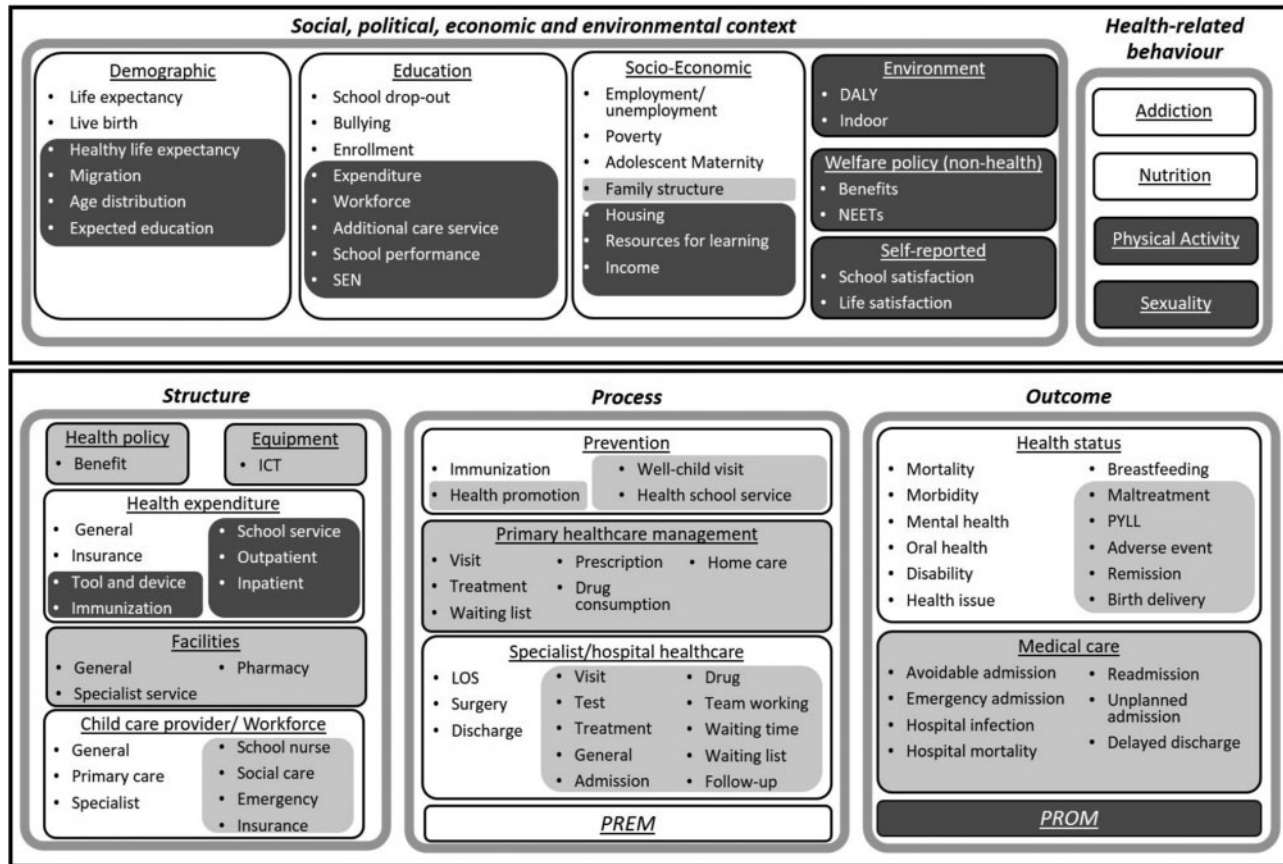 Social, political, economic and environmental context
Demographic
• Life expectancy
• Live birth
• Healthy life expectancy
• Migration
• Age distribution
• Expected education
Education
• School drop-out
• Bullying
• Enrollment
• Expenditure
• Workforce
• Additional care service
• School performance
• SEN
Socio-Economic
• Employment/
unemployment
• Poverty
• Adolescent Maternity
• Family structure
• Housing
• Resources for learning
• Income
Environment
• DALY
• Indoor
Welfare policy (non-health)
• Benefits
• NEETs
Self-reported
• School satisfaction
• Life satisfaction
Health-related
behaviour
Addiction
Nutrition
Physical Activity
Sexuality
Structure
Health policy
• Benefit
Equipment
• ICT
Health expenditure
• General
• Insurance
• Tool and device
• Immunization
• School service
• Outpatient
• Inpatient
Facilities
• General
• Specialist service
• Pharmacy
Child care provider/ Workforce
• General
• Primary care
• Specialist
• School nurse
• Social care
• Emergency
• Insurance
Process
Prevention
• Immunization
• Health promotion
• Well-child visit
• Health school service
Primary healthcare management
• Visit
• Treatment
• Waiting list
• Prescription
• Drug
consumption
• Home care
Specialist/hospital healthcare
• LOS
• Surgery
• Discharge
• Visit
• Test
• Treatment
• General
• Admission
• Drug
• Team working
• Waiting time
• Waiting list
• Follow-up
PREM
Outcome
Health status
• Mortality
• Morbidity
• Mental health
• Oral health
• Disability
• Health issue
• Breastfeeding
• Maltreatment
• PYLL
• Adverse event
• Remission
• Birth delivery
Medical care
• Avoidable admission
• Emergency admission
• Hospital infection
• Hospital mortality
• Readmission
• Unplanned
admission
• Delayed discharge
PROM